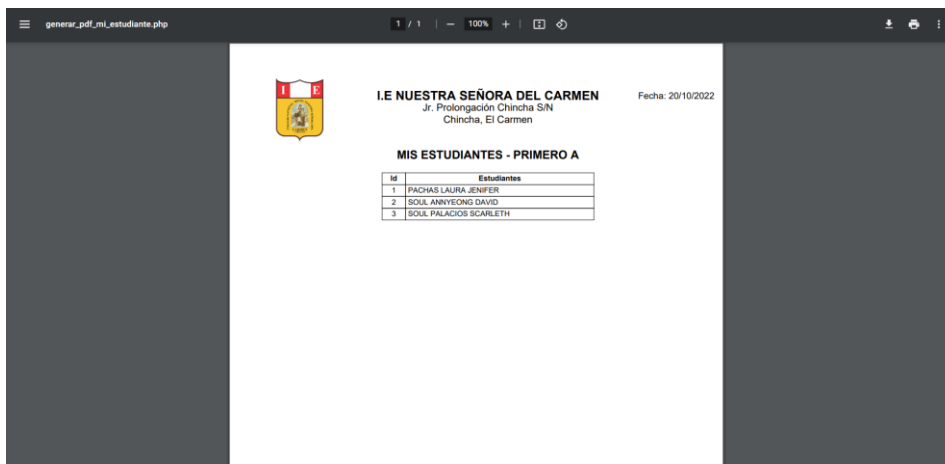 generar_pdf_mi_estudiante.php
1 / 1
100%
I E
I.E NUESTRA SEÑORA DEL CARMEN
Fecha: 20/10/2022
Jr. Prolongación Chincha S/N
Chincha, El Carmen
MIS ESTUDIANTES - PRIMERO A
Id Estudiantes
1 PACHAS LAURA JENIFER
2 SOUL ANNYEONG DAVID
3 SOUL PALACIOS SCARLETH